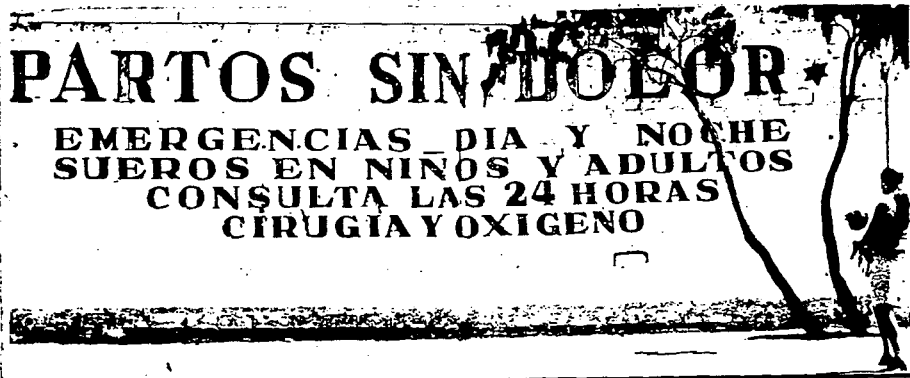 PARTOS SIN DOLOR
EMERGENCIAS DIA Y NOCHE
SUEROS EN NIÑOS Y ADULTOS
CONSULTA LAS 24 HORAS
CIRUGIA Y OXIGENO